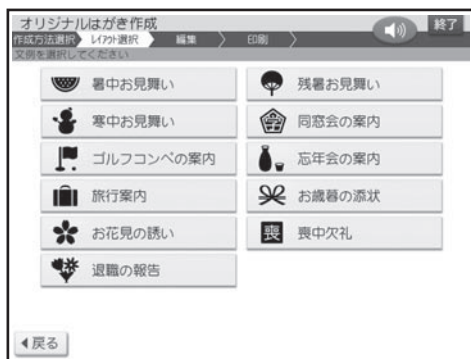 オリジナルはがき作成
終了
作成方法選択 レイアウト選択 編集 印刷
文例を選択してください
暑中お見舞い
残暑お見舞い
寒中お見舞い
同窓会の案内
ゴルフコンペの案内
忘年会の案内
旅行案内
お歳暮の添状
お花見の誘い
喪 喪中欠礼
退職の報告
戻る